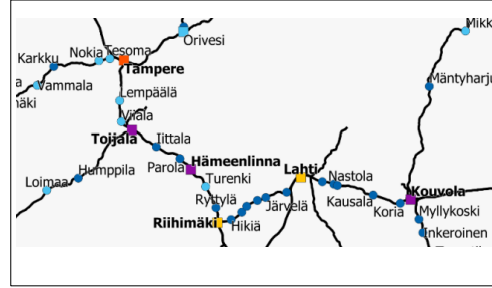 Mikk
Orivesi
Nokia Tesoma
Karkku
Tampere
Mäntyharju
a Vammala
Lempäälä
näki
Viiala
Toijala
Iittala
Parola Hämeenlinna
Lahti
Humppila
Turenki
Nastola
Loimaa
Kouvola
Ryttylä
Järvelä
Kausala
Koria Myllykoski
Riihimäki Hikiä
Inkeroinen